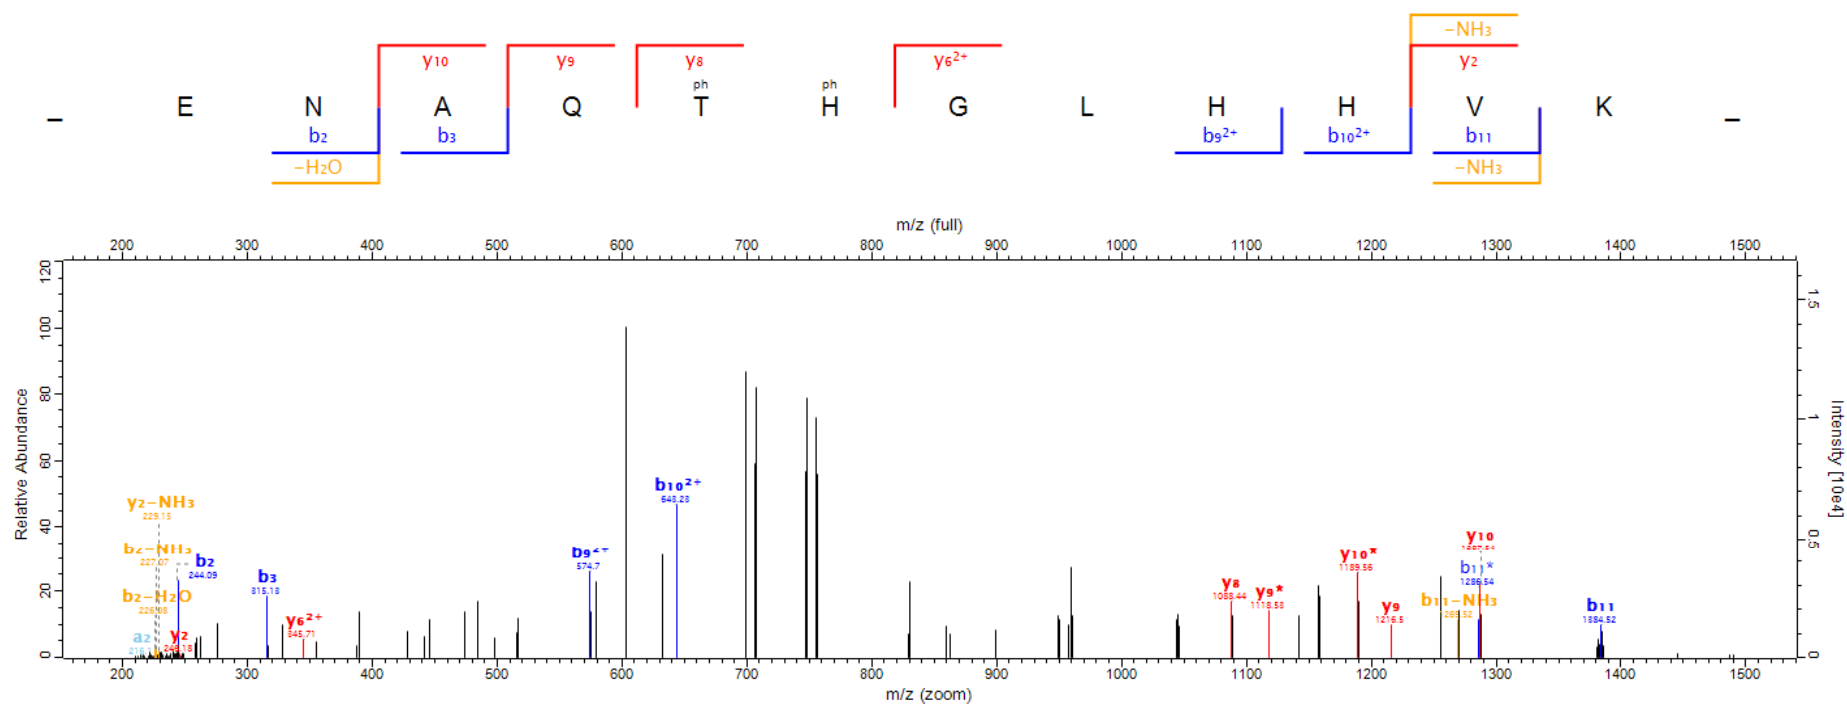 −NH₃
y₁₀ y₉ y₈ y₆²⁺ y₂
ph ph
_ E N A Q T H G L H H V K _
b₂ b₃ b₉²⁺ b₁₀²⁺ b₁₁
−H₂O −NH₃
m/z (full)
200 300 400 500 600 700 800 900 1000 1100 1200 1300 1400 1500
120
100
80
60
40
20
0
Relative Abundance
1.5
1
0.5
0
Intensity [10e4]
y₂−NH₃
229.15
b₂−NH₃
227.07
b₂−H₂O
226.08
a₂
b₂
244.09
y₂
246.18
b₃
315.18
y₆²⁺
345.71
b₉²⁺
574.7
b₁₀²⁺
643.28
y₈
1088.44
y₉*
1118.58
y₁₀*
1189.56
y₉
1216.5
b₁₁−NH₃
y₁₀
b₁₁*
1286.54
b₁₁
1384.52
200 300 400 500 600 700 800 900 1000 1100 1200 1300 1400 1500
m/z (zoom)